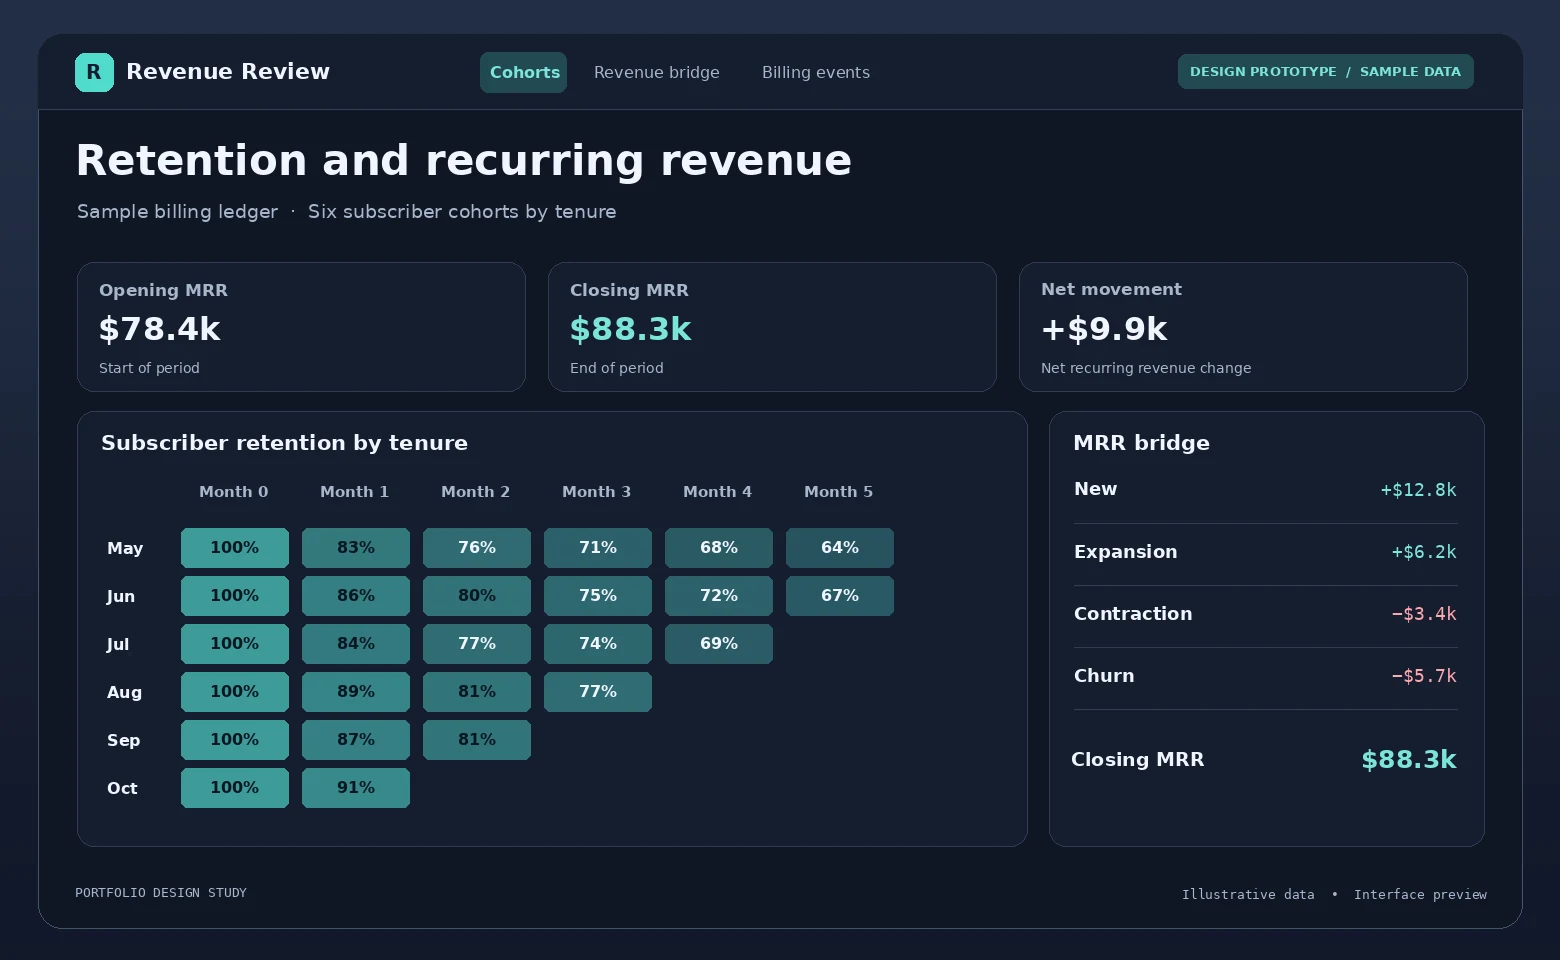 R Revenue Review Cohorts Revenue bridge Billing events DESIGN PROTOTYPE / SAMPLE DATA
Retention and recurring revenue
Sample billing ledger · Six subscriber cohorts by tenure
Opening MRR
$78.4k
Start of period
Closing MRR
$88.3k
End of period
Net movement
+$9.9k
Net recurring revenue change
Subscriber retention by tenure
Month 0 Month 1 Month 2 Month 3 Month 4 Month 5
May 100% 83% 76% 71% 68% 64%
Jun 100% 86% 80% 75% 72% 67%
Jul 100% 84% 77% 74% 69%
Aug 100% 89% 81% 77%
Sep 100% 87% 81%
Oct 100% 91%
MRR bridge
New +$12.8k
Expansion +$6.2k
Contraction −$3.4k
Churn −$5.7k
Closing MRR $88.3k
PORTFOLIO DESIGN STUDY
Illustrative data • Interface preview